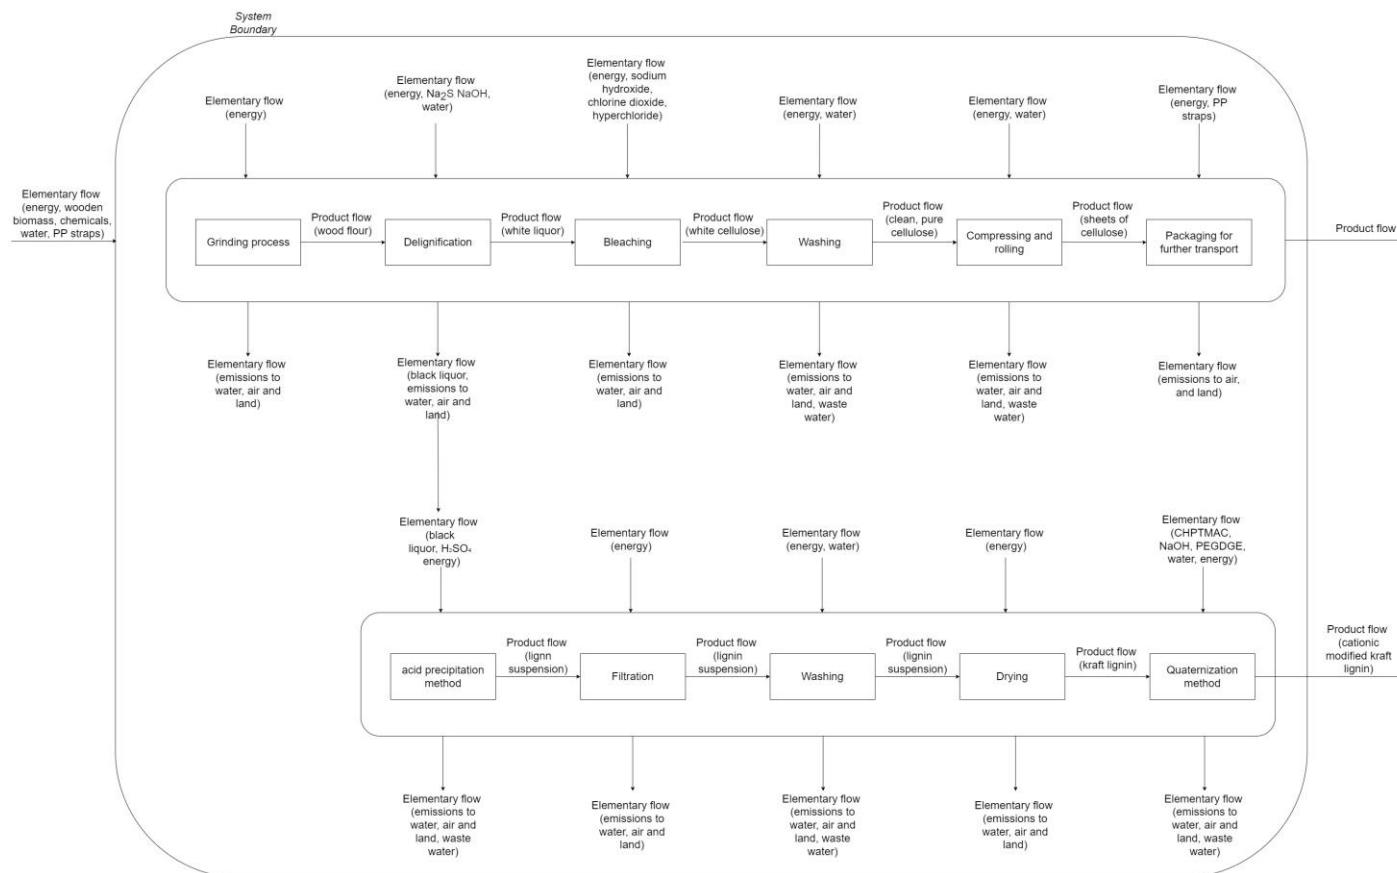 System
Boundary
Elementary flow
(energy)
Elementary flow
(energy, Na2S NaOH,
water)
Elementary flow
(energy, sodium
hydroxide,
chlorine dioxide,
hyperchloride)
Elementary flow
(energy, water)
Elementary flow
(energy, water)
Elementary flow
(energy, PP
straps)
Elementary flow
(energy, wooden
biomass, chemicals,
water, PP straps)
Grinding process
Product flow
(wood flour)
Delignification
Product flow
(white liquor)
Bleaching
Product flow
(white cellulose)
Washing
Product flow
(clean, pure
cellulose)
Compressing and
rolling
Product flow
(sheets of
cellulose)
Packaging for
further transport
Product flow
Elementary flow
(emissions to
water, air and
land)
Elementary flow
(black liquor,
emissions to
water, air and
land)
Elementary flow
(emissions to
water, air and
land)
Elementary flow
(emissions to
water, air and
land, waste
water)
Elementary flow
(emissions to
water, air and
land, waste
water)
Elementary flow
(emissions to air,
and land)
Elementary flow
(black
liquor, H₂SO₄
energy)
Elementary flow
(energy)
Elementary flow
(energy, water)
Elementary flow
(energy)
Elementary flow
(CHPTMAC,
NaOH, PEGDGE,
water, energy)
acid precipitation
method
Product flow
(lignn
suspension)
Filtration
Product flow
(lignin
suspension)
Washing
Product flow
(lignin
suspension)
Drying
Product flow
(kraft lignin)
Quaternization
method
Product flow
(cationic
modified kraft
lignin)
Elementary flow
(emissions to
water, air and
land, waste
water)
Elementary flow
(emissions to
water, air and
land)
Elementary flow
(emissions to
water, air and
land, waste
water)
Elementary flow
(emissions to
water, air and
land)
Elementary flow
(emissions to
water, air and
land, waste
water)